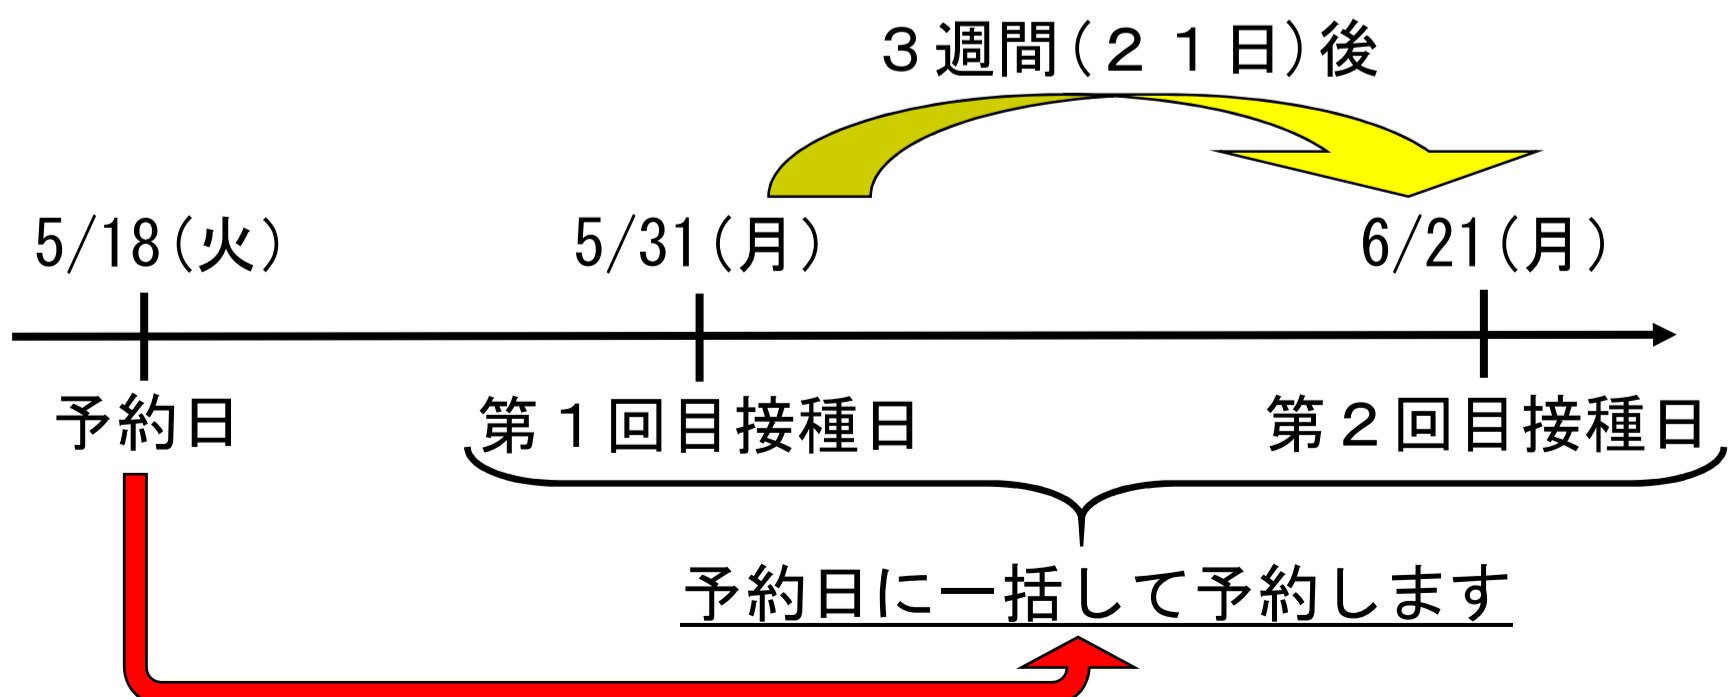 ３週間(２１日)後
5/18(火)
5/31(月)
6/21(月)
予約日
第１回目接種日
第２回目接種日
予約日に一括して予約します